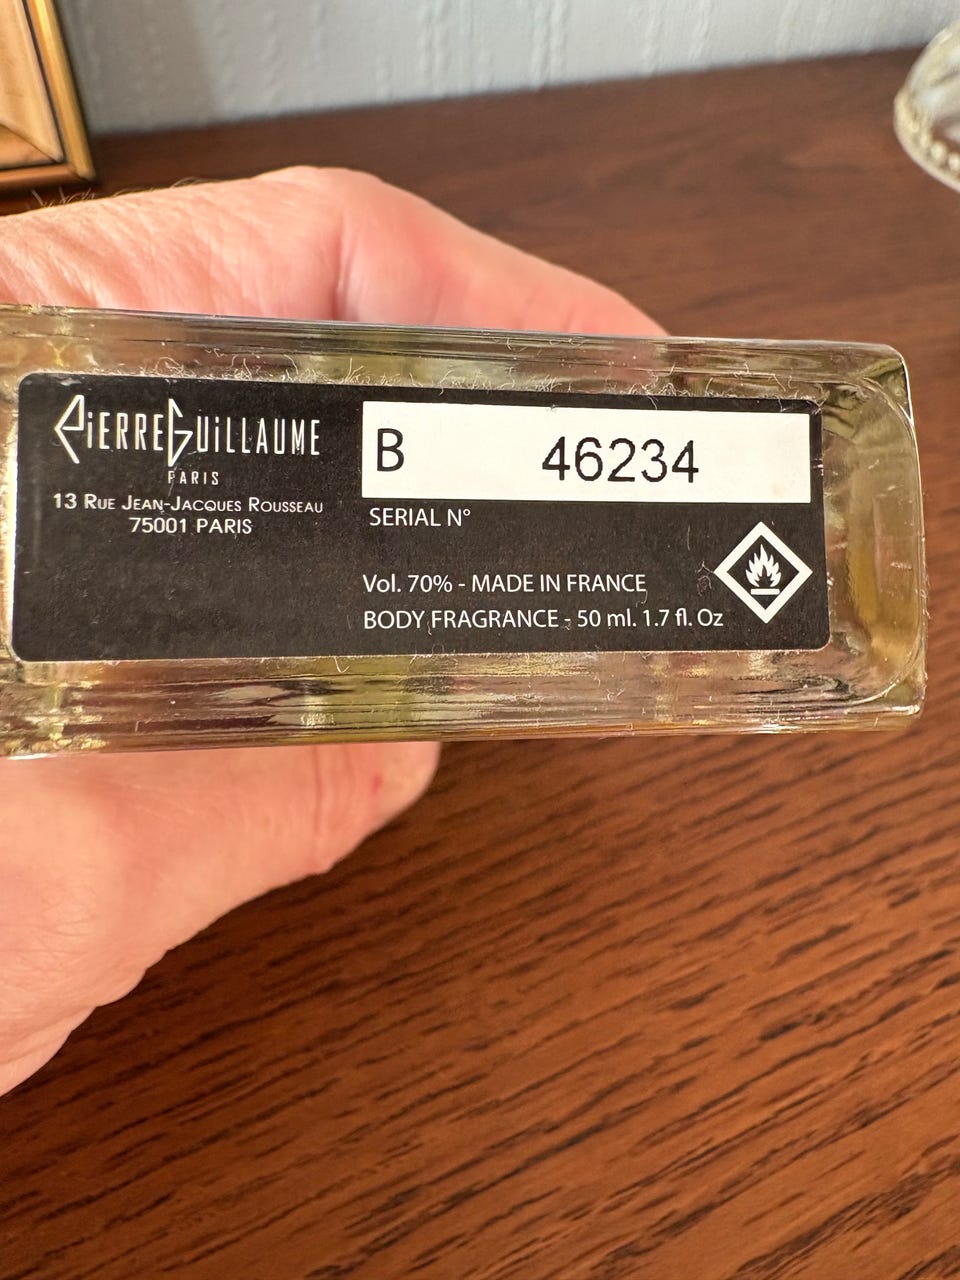 PiERREGUiLLAUME
PARIS
13 Rue Jean-Jacques Rousseau
75001 PARIS
B 46234
SERIAL N°
Vol. 70% - MADE IN FRANCE
BODY FRAGRANCE - 50 ml. 1.7 fl. Oz